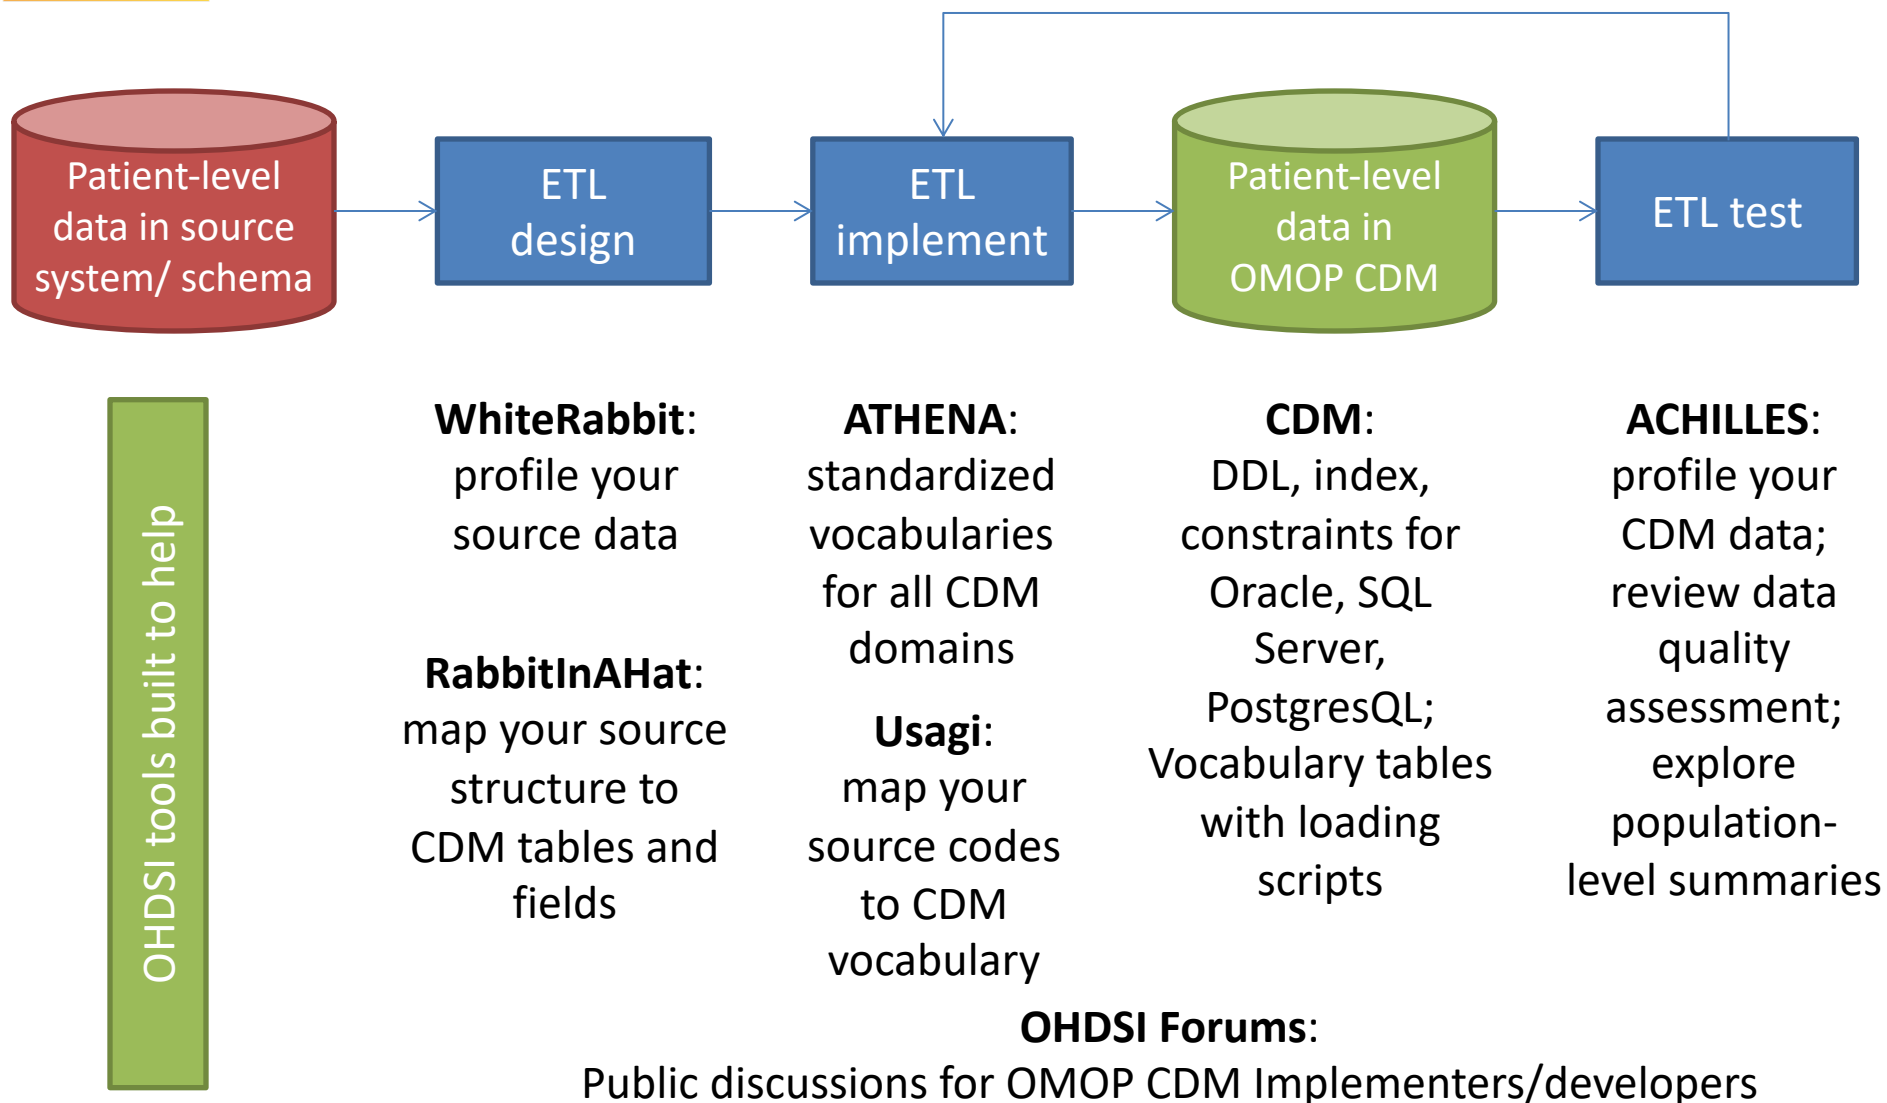 Patient-level
data in source
system/ schema
ETL
design
ETL
implement
Patient-level
data in
OMOP CDM
ETL test
OHDSI tools built to help
WhiteRabbit:
profile your
source data
RabbitInAHat:
map your source
structure to
CDM tables and
fields
ATHENA:
standardized
vocabularies
for all CDM
domains
Usagi:
map your
source codes
to CDM
vocabulary
CDM:
DDL, index,
constraints for
Oracle, SQL
Server,
PostgresQL;
Vocabulary tables
with loading
scripts
ACHILLES:
profile your
CDM data;
review data
quality
assessment;
explore
population-
level summaries
OHDSI Forums:
Public discussions for OMOP CDM Implementers/developers